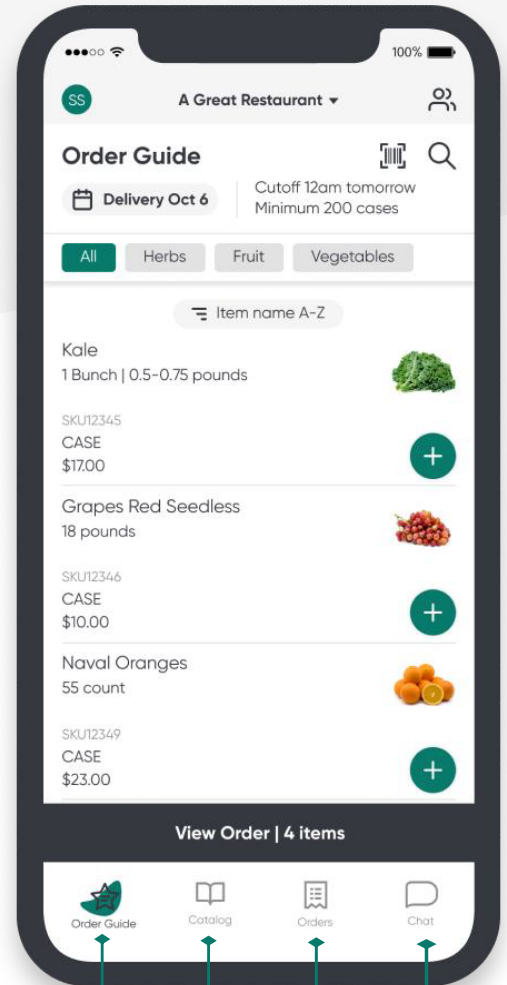 100%
SS
A Great Restaurant
Order Guide
Delivery Oct 6
Cutoff 12am tomorrow
Minimum 200 cases
All
Herbs
Fruit
Vegetables
Item name A-Z
Kale
1 Bunch | 0.5-0.75 pounds
SKU12345
CASE
$17.00
Grapes Red Seedless
18 pounds
SKU12346
CASE
$10.00
Naval Oranges
55 count
SKU12349
CASE
$23.00
View Order | 4 items
Order Guide
Catalog
Orders
Chat